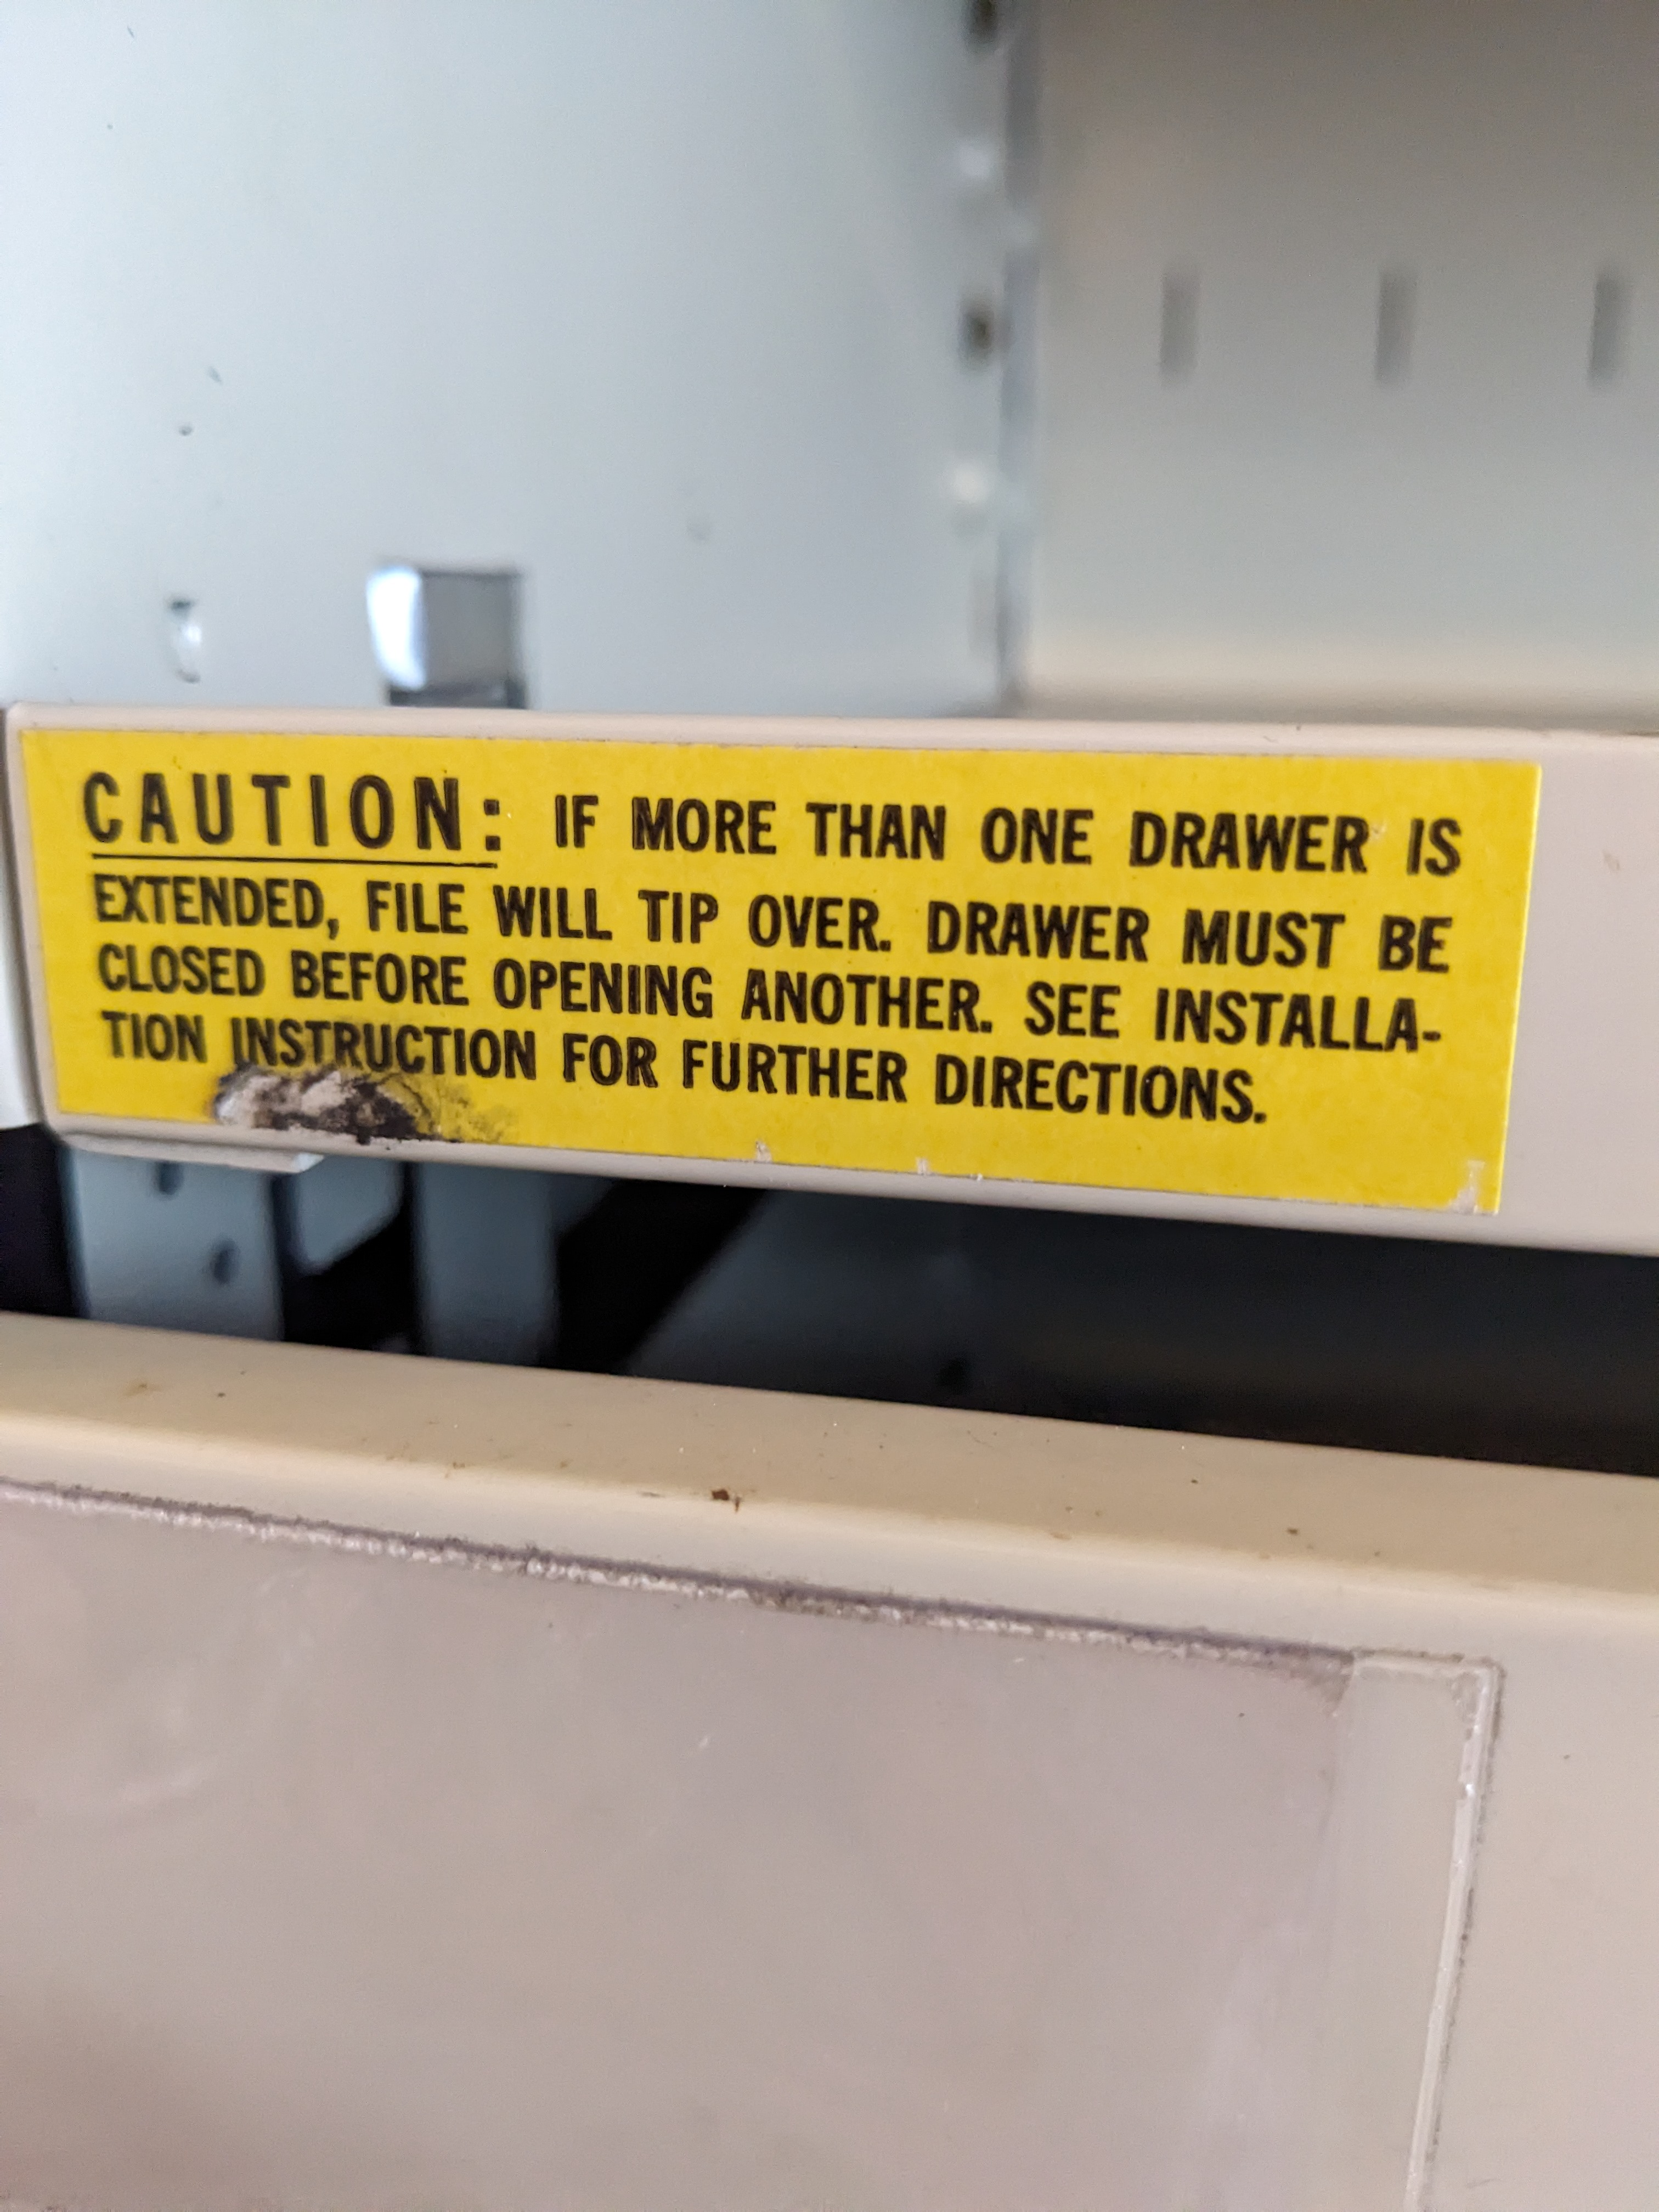 CAUTION: IF MORE THAN ONE DRAWER IS
EXTENDED, FILE WILL TIP OVER. DRAWER MUST BE
CLOSED BEFORE OPENING ANOTHER. SEE INSTALLA-
TION INSTRUCTION FOR FURTHER DIRECTIONS.